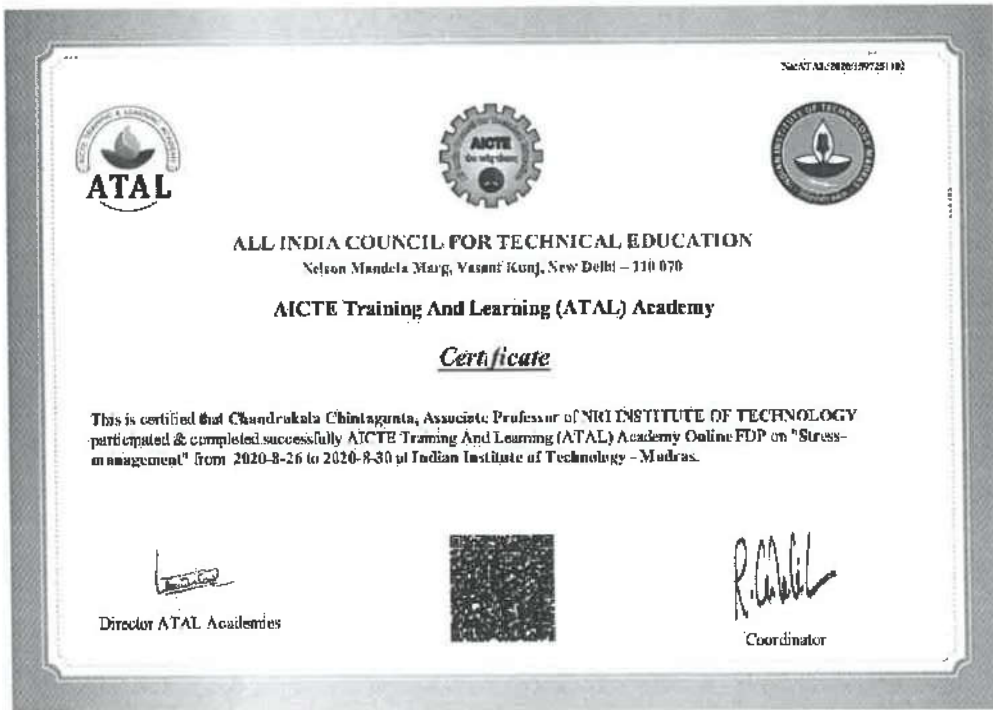 ATAL
AICTE
ALL INDIA COUNCIL FOR TECHNICAL EDUCATION
Nelson Mandela Marg, Vasant Kunj, New Delhi – 110 070
AICTE Training And Learning (ATAL) Academy
Certificate
This is certified that Chandrakala Chintagunta, Associate Professor of NRI INSTITUTE OF TECHNOLOGY
participated & completed successfully AICTE Training And Learning (ATAL) Academy Online FDP on "Stress-
management" from 2020-8-26 to 2020-8-30 at Indian Institute of Technology - Madras.
Director ATAL Academies
Coordinator